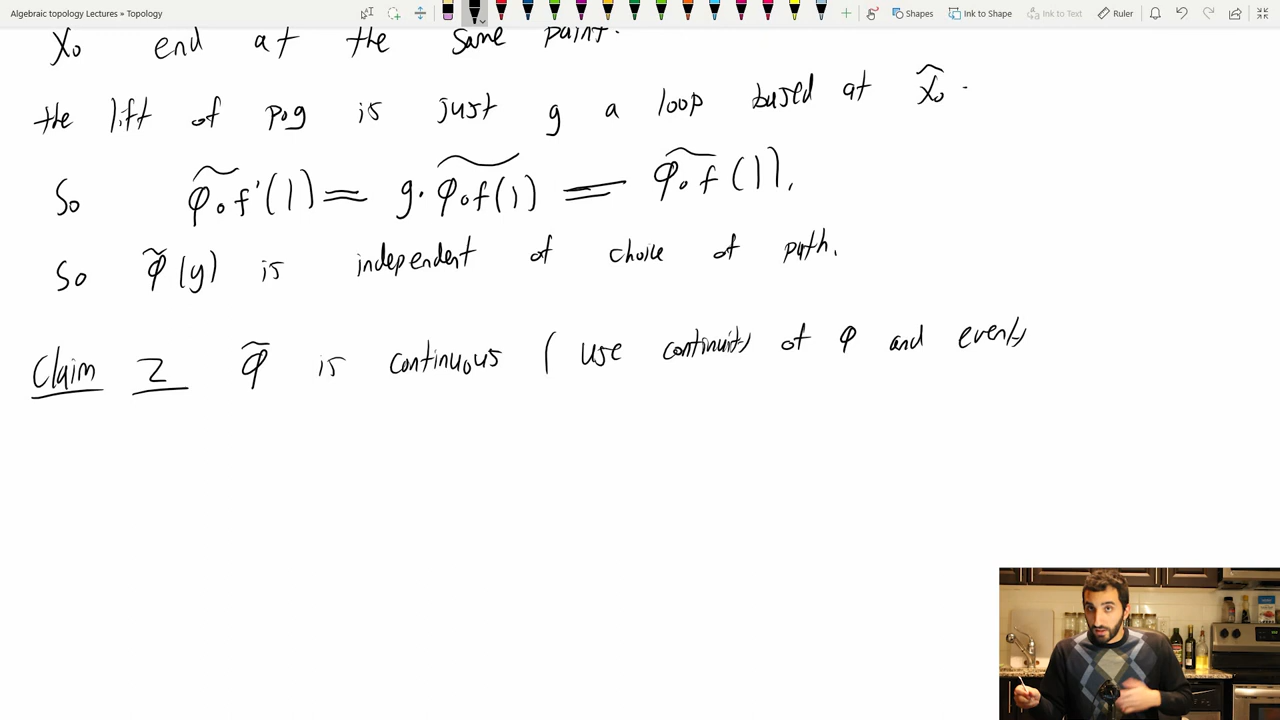 Algebraic topology Lectures » Topology
Shapes Ink to Shape Ink to Text Ruler
x₀ end at the same point.
the lift of p∘g is just g a loop based at x̃₀.
So φ∘f'(1) = g·φ∘f(1) = φ∘f(1).
So φ̃(y) is independent of choice of path.
Claim 2 φ̃ is continuous ( use continuity of φ and evenly